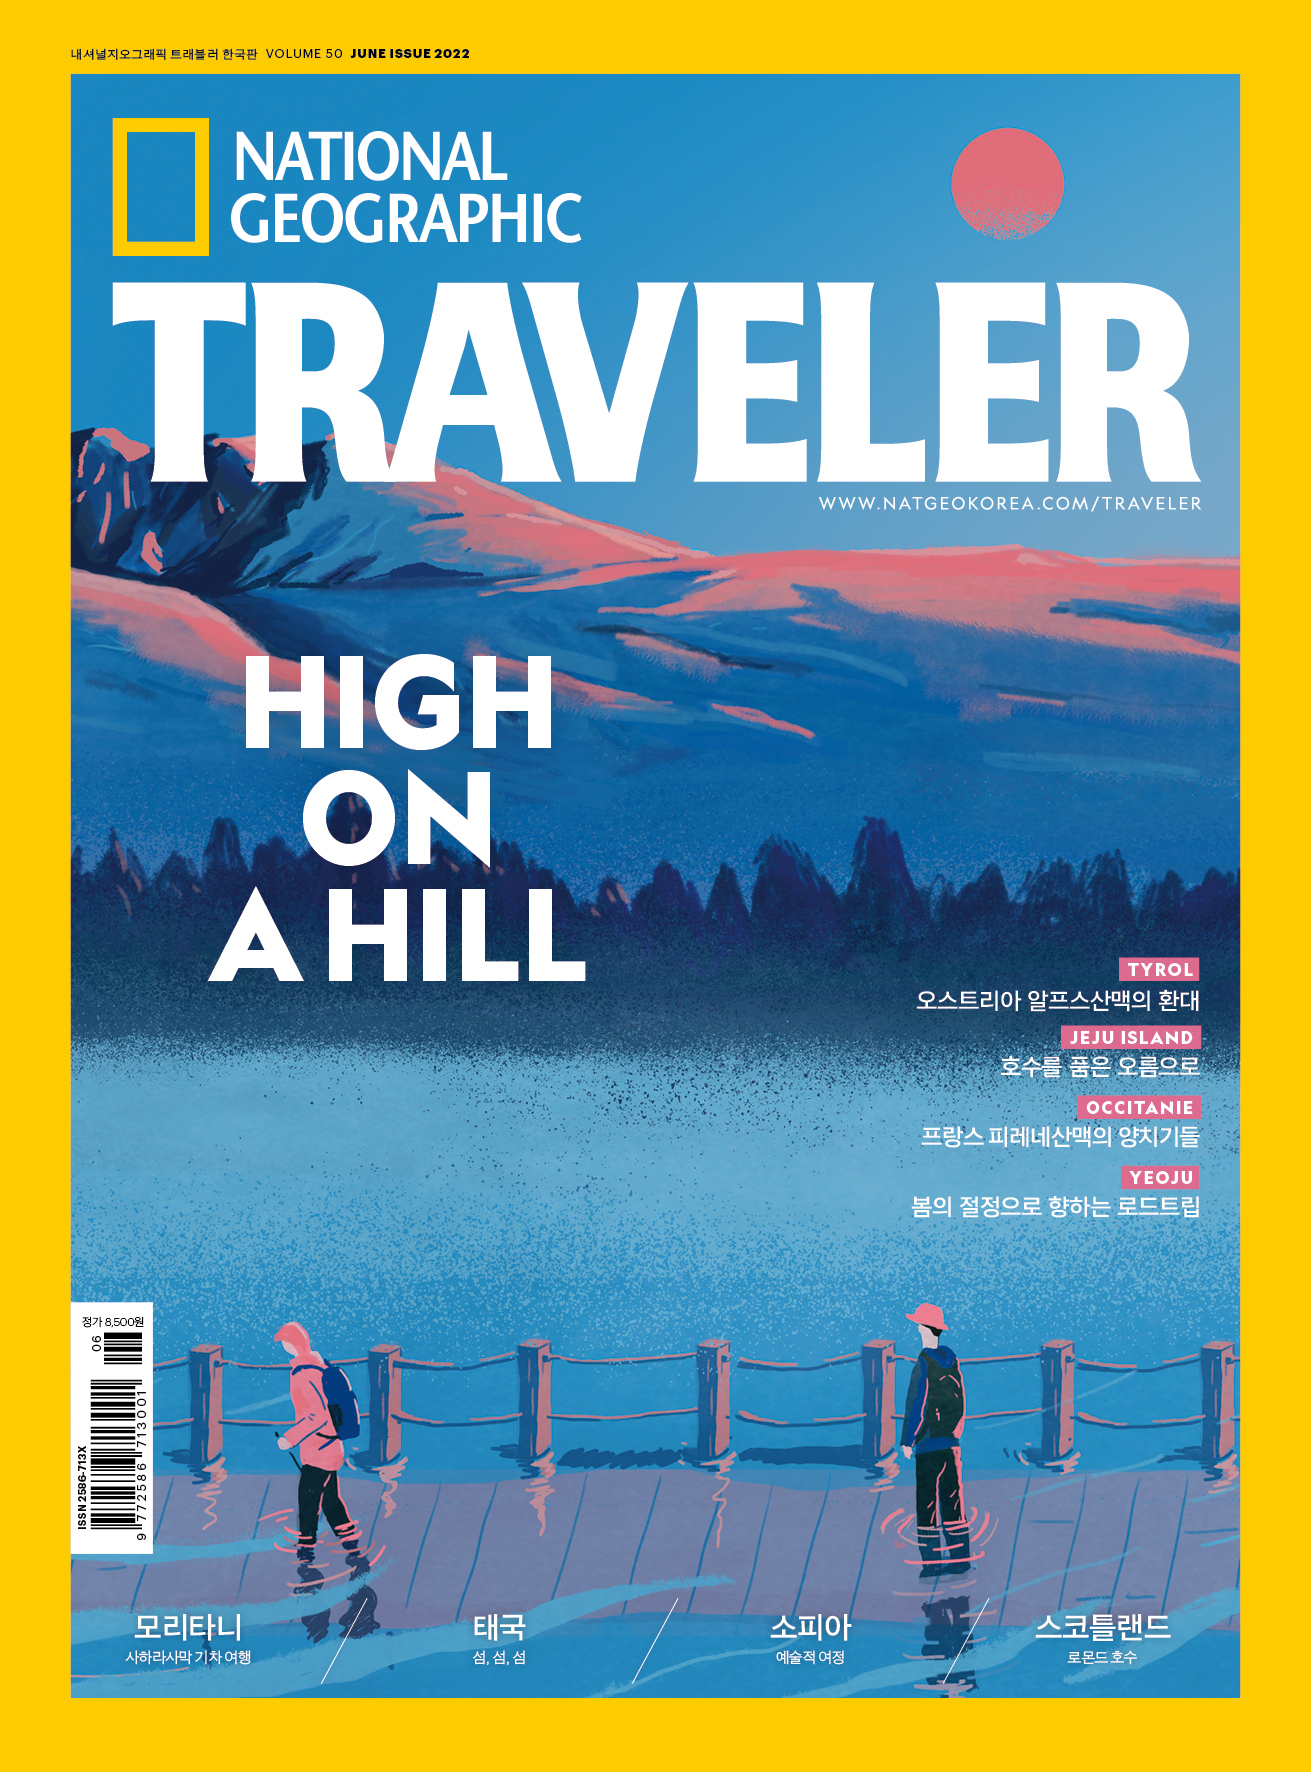 내셔널지오그래픽 트래블러 한국판 VOLUME 50 JUNE ISSUE 2022
NATIONAL
GEOGRAPHIC
TRAVELER
WWW.NATGEOKOREA.COM/TRAVELER
HIGH
ON
A HILL
TYROL
오스트리아 알프스산맥의 환대
JEJU ISLAND
호수를 품은 오름으로
OCCITANIE
프랑스 피레네산맥의 양치기들
YEOJU
봄의 절정으로 향하는 로드트립
정가 8,500원
06
ISSN 2586-713X
9 772586 713001
모리타니
사하라사막 기차 여행
태국
섬, 섬, 섬
소피아
예술적 여정
스코틀랜드
로몬드 호수